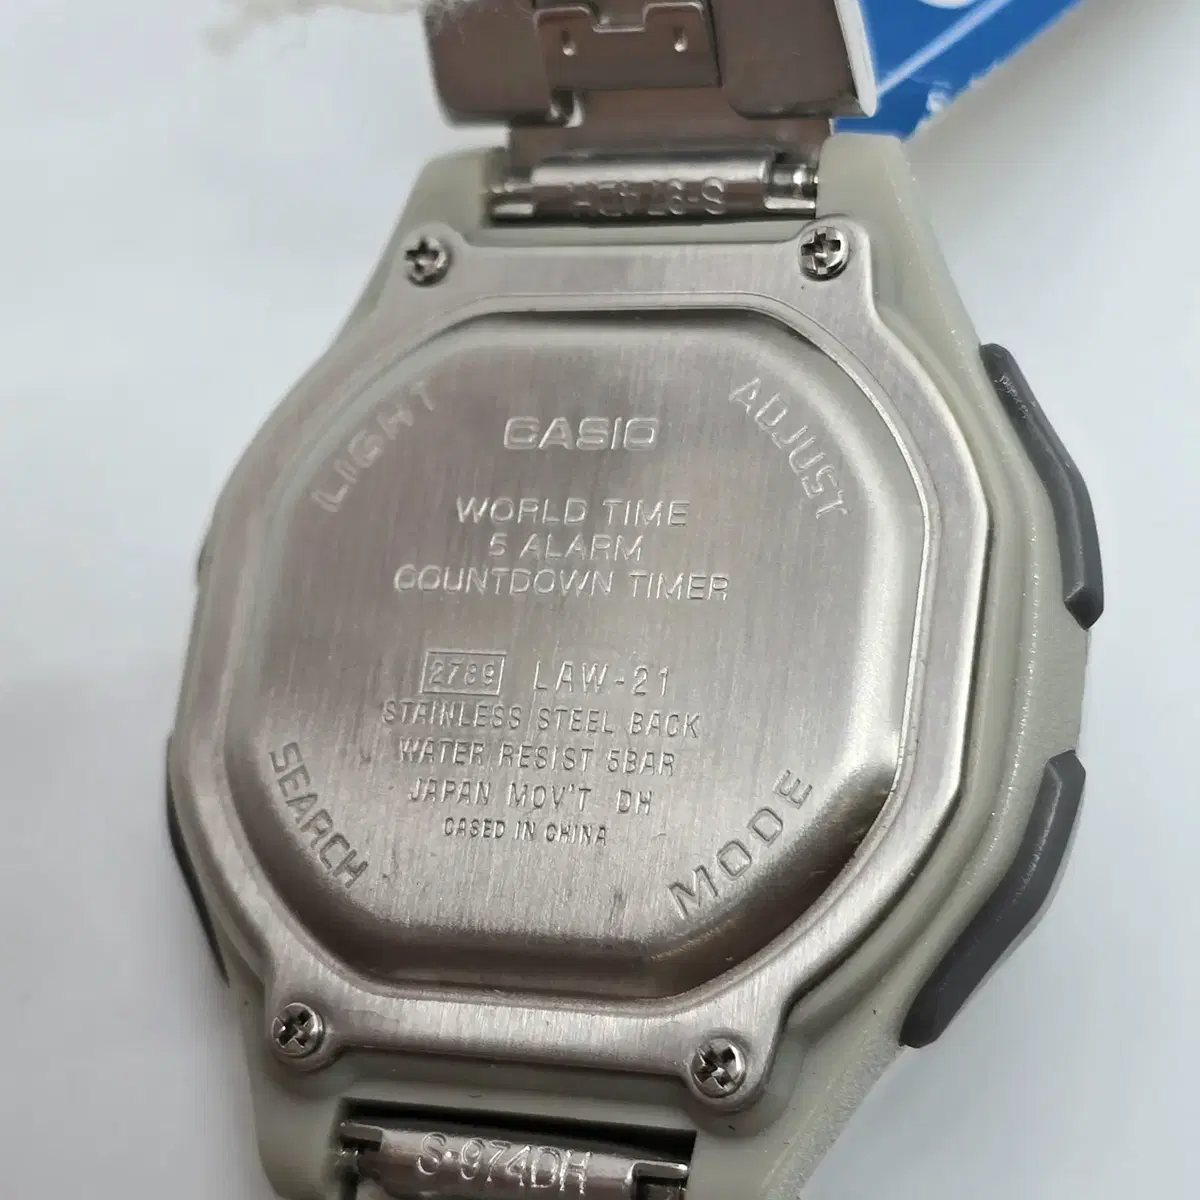 S-974DH
LIGHT
CASIO
ADJUST
WORLD TIME
5 ALARM
COUNTDOWN TIMER
2789 LAW-21
STAINLESS STEEL BACK
WATER RESIST 5BAR
JAPAN MOV'T DH
CASED IN CHINA
SEARCH
MODE
S-974DH